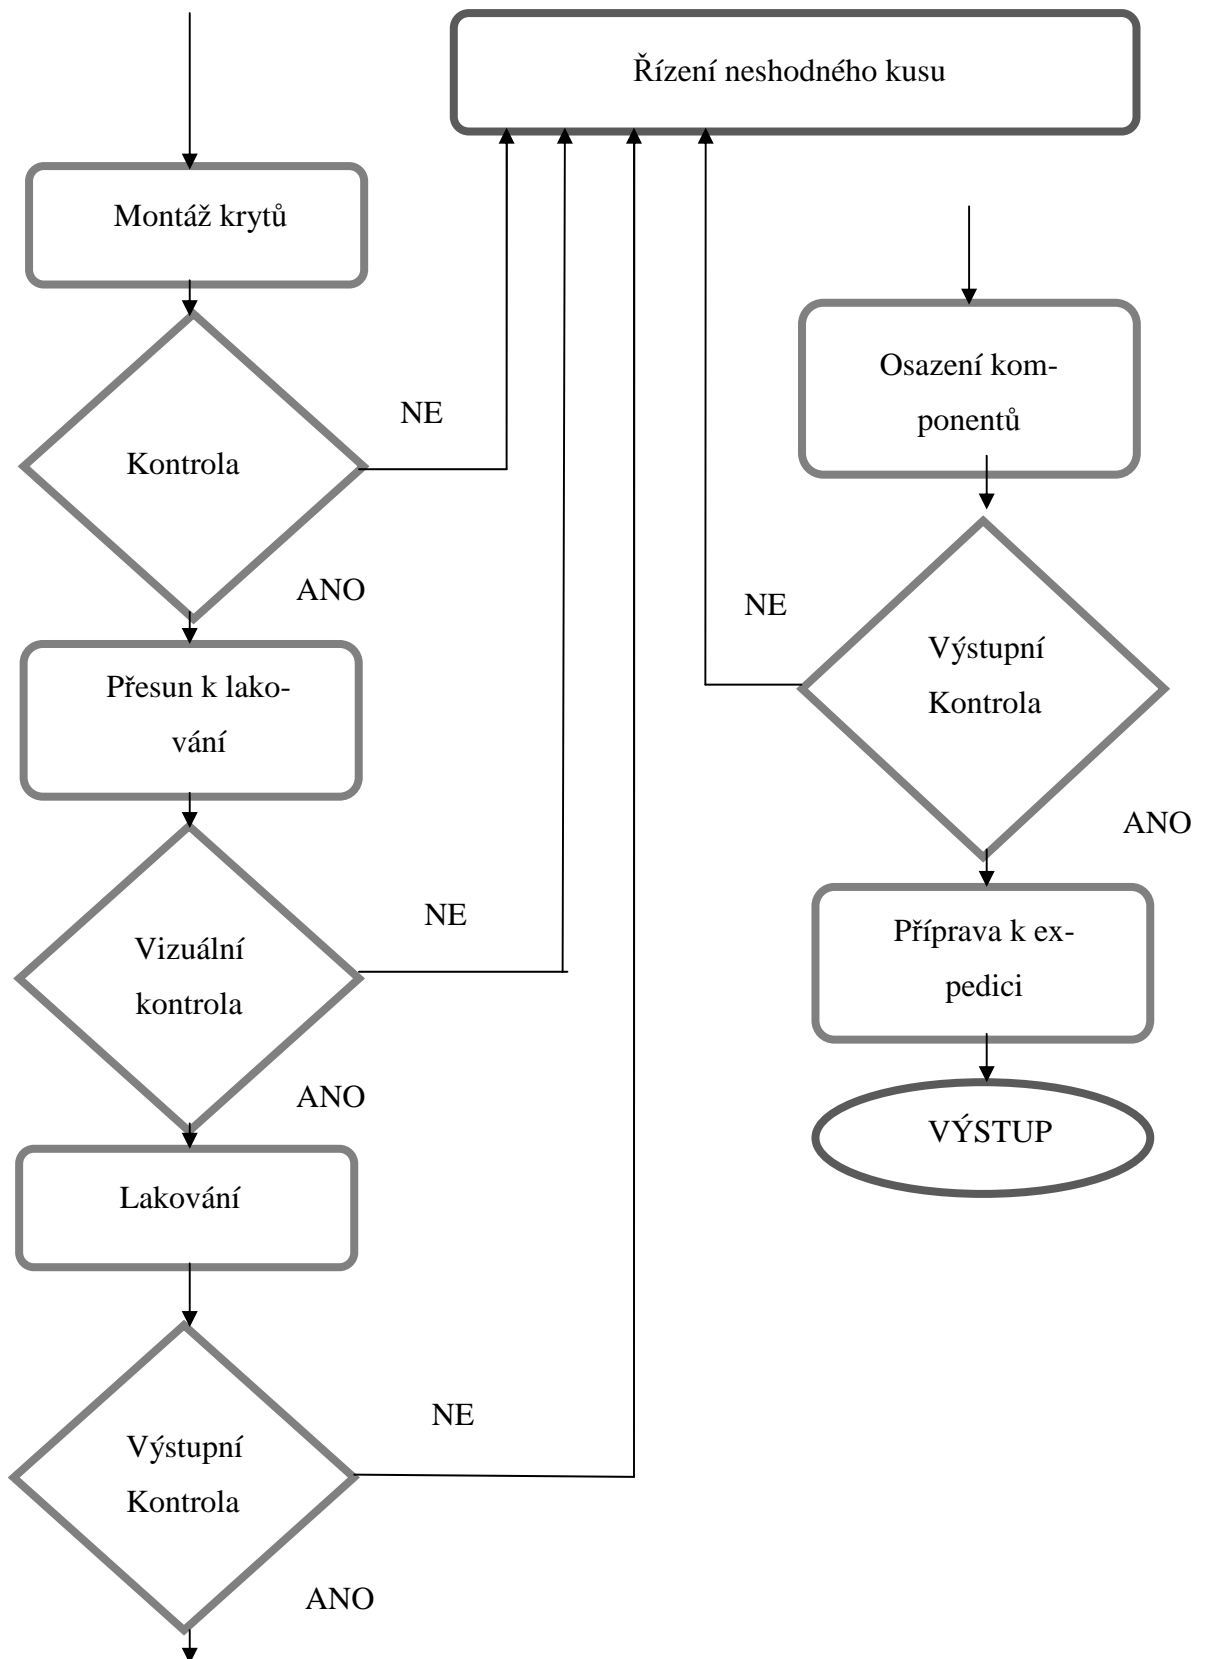 Řízení neshodného kusu
Montáž krytů
Kontrola
NE
ANO
Přesun k lako-
vání
Vizuální
kontrola
NE
ANO
Lakování
Výstupní
Kontrola
NE
ANO
Osazení kom-
ponentů
NE
Výstupní
Kontrola
ANO
Příprava k ex-
pedici
VÝSTUP